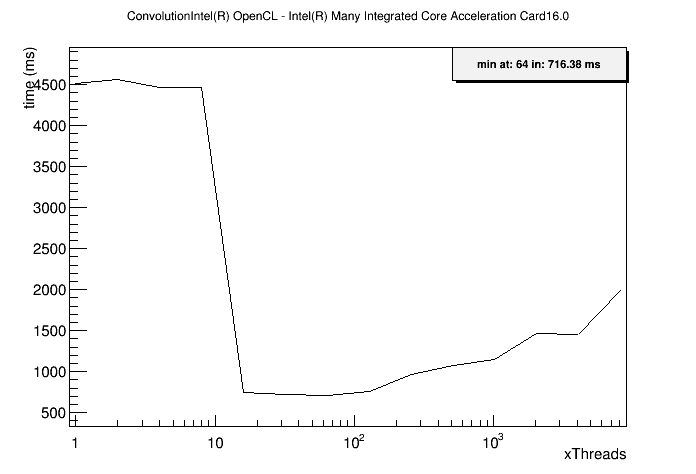 ConvolutionIntel(R) OpenCL - Intel(R) Many Integrated Core Acceleration Card16.0
time (ms)
min at: 64 in: 716.38 ms
4500
4000
3500
3000
2500
2000
1500
1000
500
1 10 10² 10³
xThreads